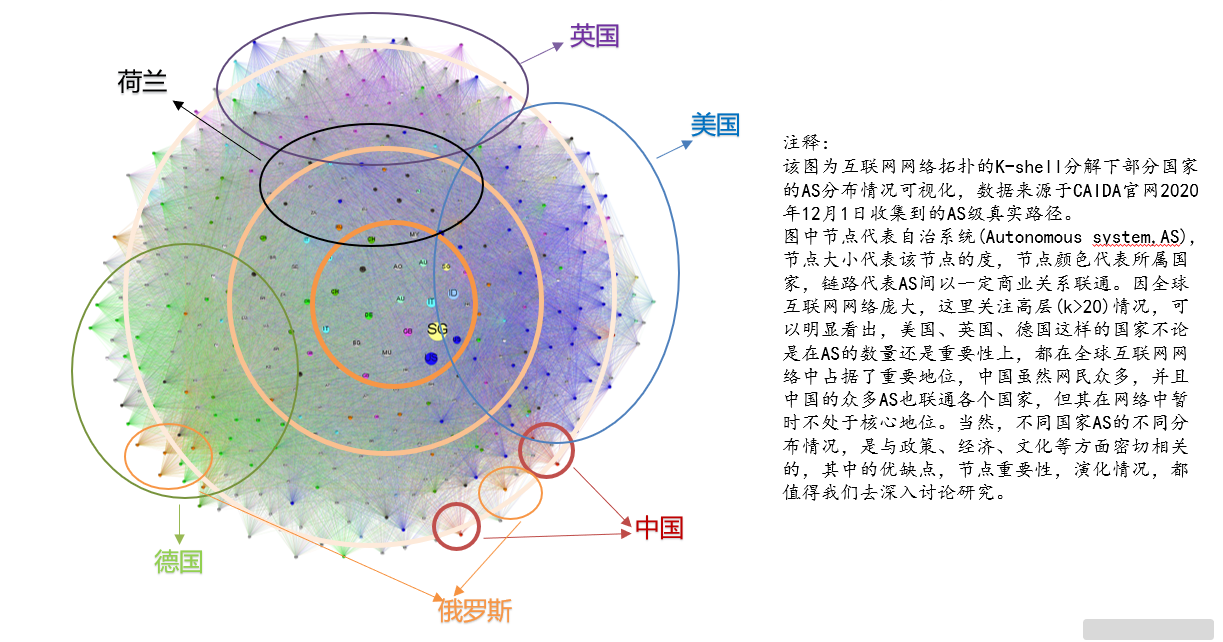 英国
荷兰
美国
CH
MY
AO
AU
SG
CH
AU
IT
ID
DE
GB
SG
IT
MU
中国
德国
俄罗斯
注释：
该图为互联网网络拓扑的K-shell分解下部分国家
的AS分布情况可视化，数据来源于CAIDA官网2020
年12月1日收集到的AS级真实路径。
图中节点代表自治系统(Autonomous system,AS)，
节点大小代表该节点的度，节点颜色代表所属国
家，链路代表AS间以一定商业关系联通。因全球
互联网网络庞大，这里关注高层(k>20)情况，可
以明显看出，美国、英国、德国这样的国家不论
是在AS的数量还是重要性上，都在全球互联网网
络中占据了重要地位，中国虽然网民众多，并且
中国的众多AS也联通各个国家，但其在网络中暂
时不处于核心地位。当然，不同国家AS的不同分
布情况，是与政策、经济、文化等方面密切相关
的，其中的优缺点，节点重要性，演化情况，都
值得我们去深入讨论研究。